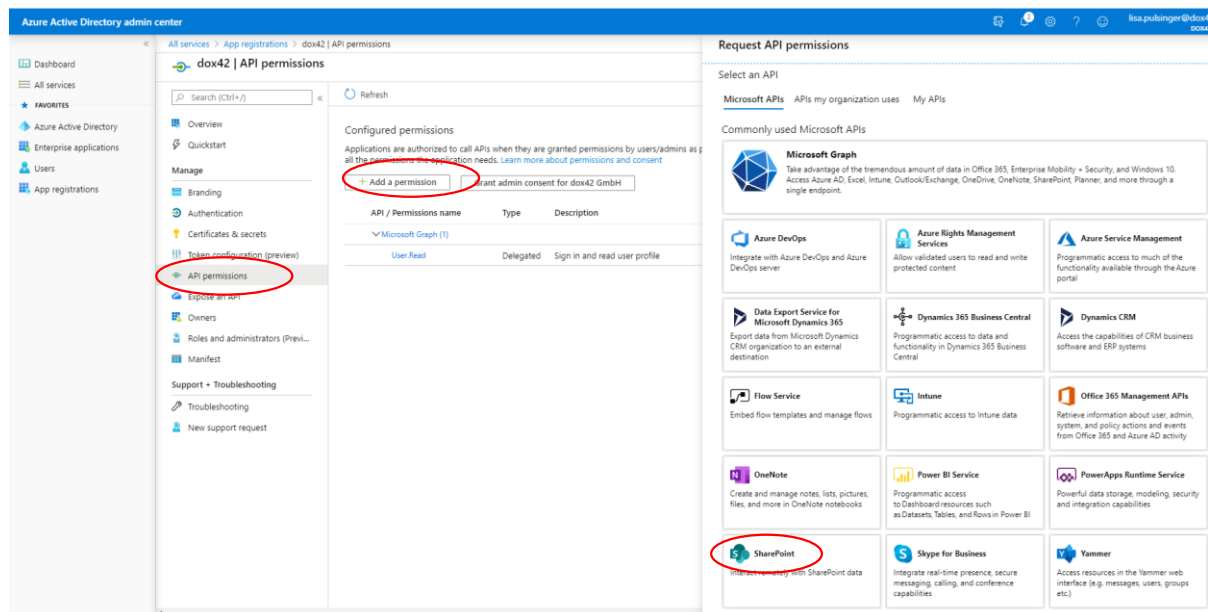 Azure Active Directory admin center
lisa.pulsinger@dox4
DOX4
Dashboard
All services
FAVORITES
Azure Active Directory
Enterprise applications
Users
App registrations
All services > App registrations > dox42 | API permissions
dox42 | API permissions
Search (Ctrl+/)
Overview
Quickstart
Manage
Branding
Authentication
Certificates & secrets
Token configuration (preview)
API permissions
Expose an API
Owners
Roles and administrators (Previ...
Manifest
Support + Troubleshooting
Troubleshooting
New support request
Refresh
Configured permissions
Applications are authorized to call APIs when they are granted permissions by users/admins as p
all the permissions the application needs. Learn more about permissions and consent
+ Add a permission
Grant admin consent for dox42 GmbH
API / Permissions name Type Description
Microsoft Graph (1)
User.Read Delegated Sign in and read user profile
Request API permissions
Select an API
Microsoft APIs APIs my organization uses My APIs
Commonly used Microsoft APIs
Microsoft Graph
Take advantage of the tremendous amount of data in Office 365, Enterprise Mobility + Security, and Windows 10.
Access Azure AD, Excel, Intune, Outlook/Exchange, OneDrive, OneNote, SharePoint, Planner, and more through a
single endpoint.
Azure DevOps
Integrate with Azure DevOps and Azure
DevOps server
Azure Rights Management
Services
Allow validated users to read and write
protected content
Azure Service Management
Programmatic access to much of the
functionality available through the Azure
portal
Data Export Service for
Microsoft Dynamics 365
Export data from Microsoft Dynamics
CRM organization to an external
destination
Dynamics 365 Business Central
Programmatic access to data and
functionality in Dynamics 365 Business
Central
Dynamics CRM
Access the capabilities of CRM business
software and ERP systems
Flow Service
Embed flow templates and manage flows
Intune
Programmatic access to Intune data
Office 365 Management APIs
Retrieve information about user, admin,
system, and policy actions and events
from Office 365 and Azure AD activity
OneNote
Create and manage notes, lists, pictures,
files, and more in OneNote notebooks
Power BI Service
Programmatic access
to Dashboard resources such
as Datasets, Tables, and Rows in Power BI
PowerApps Runtime Service
Powerful data storage, modeling, security
and integration capabilities
SharePoint
Interact remotely with SharePoint data
Skype for Business
Integrate real-time presence, secure
messaging, calling, and conference
capabilities
Yammer
Access resources in the Yammer web
interface (e.g. messages, users, groups
etc.)